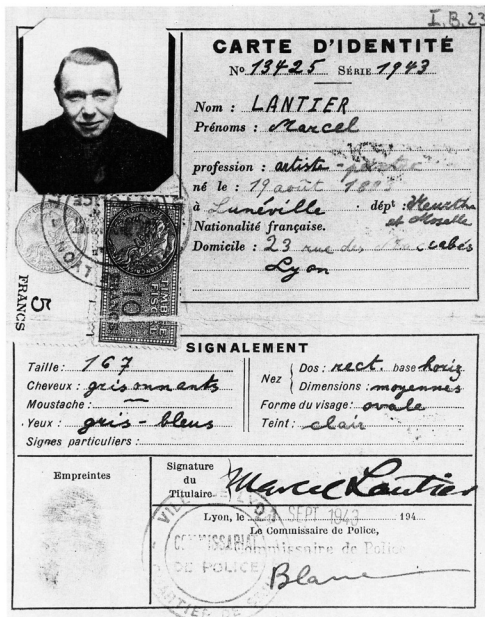 I.B.23
CARTE D'IDENTITÉ
No 13425 SÉRIE 1943
Nom : LANTIER
Prénoms : Marcel
profession : artiste-peintre
né le : 19 août
à Lunéville dépt : Meurthe
et Moselle
Nationalité française.
Domicile : 23 rue des
Lyon
5
FRANCS
TIMBRE
FISCAL
10
FRANCS
SIGNALEMENT
Taille : 167
Cheveux : grisonnants
Moustache : —
Yeux : gris-bleus
Signes particuliers :
Nez
Dos : rect. base horiz
Dimensions : moyennes
Forme du visage : ovale
Teint : clair
Empreintes
Signature
du
Titulaire
Marcel Lantier
Lyon, le SEPT 1943 194
Le Commissaire de Police,
Commissaire de Police
VILLE DE LYON
COMMISSARIAT
DE POLICE